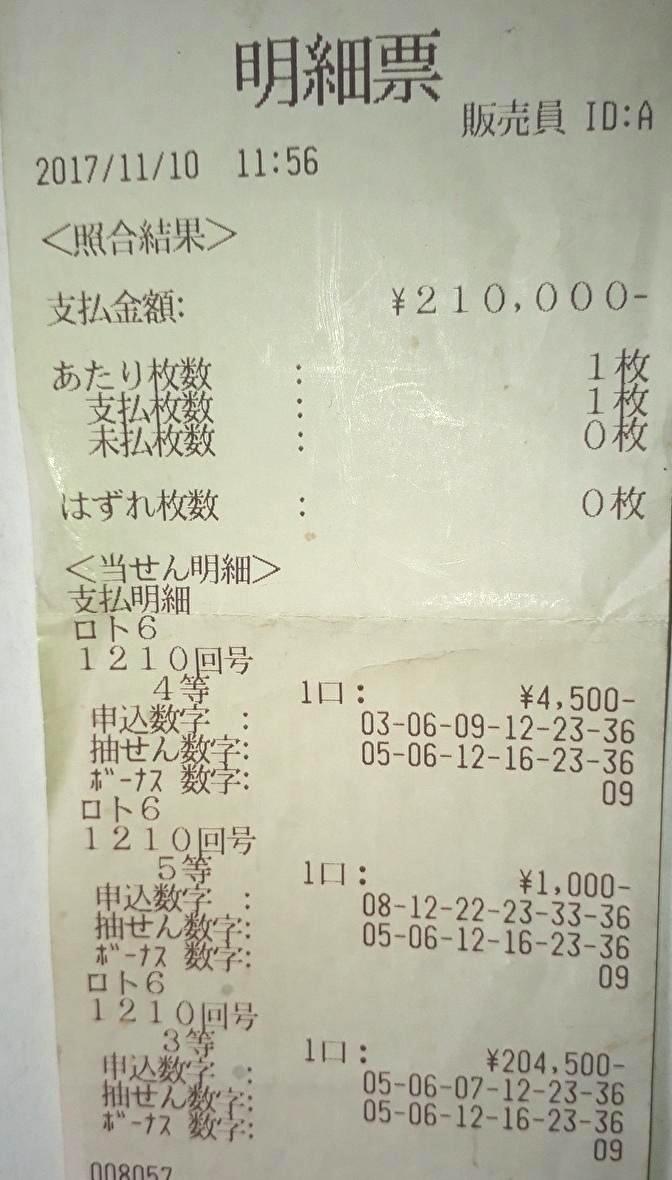 明細票
販売員 ID:A
2017/11/10 11:56
＜照合結果＞
支払金額: ¥210,000-
あたり枚数 : 1枚
支払枚数 : 1枚
未払枚数 : 0枚
はずれ枚数 : 0枚
＜当せん明細＞
支払明細
ロト6
1210回号
4等 1口: ¥4,500-
申込数字 : 03-06-09-12-23-36
抽せん数字: 05-06-12-16-23-36
ﾎﾞｰﾅｽ 数字: 09
ロト6
1210回号
5等 1口: ¥1,000-
申込数字 : 08-12-22-23-33-36
抽せん数字: 05-06-12-16-23-36
ﾎﾞｰﾅｽ 数字: 09
ロト6
1210回号
3等 1口: ¥204,500-
申込数字 : 05-06-07-12-23-36
抽せん数字: 05-06-12-16-23-36
ﾎﾞｰﾅｽ 数字: 09
008057